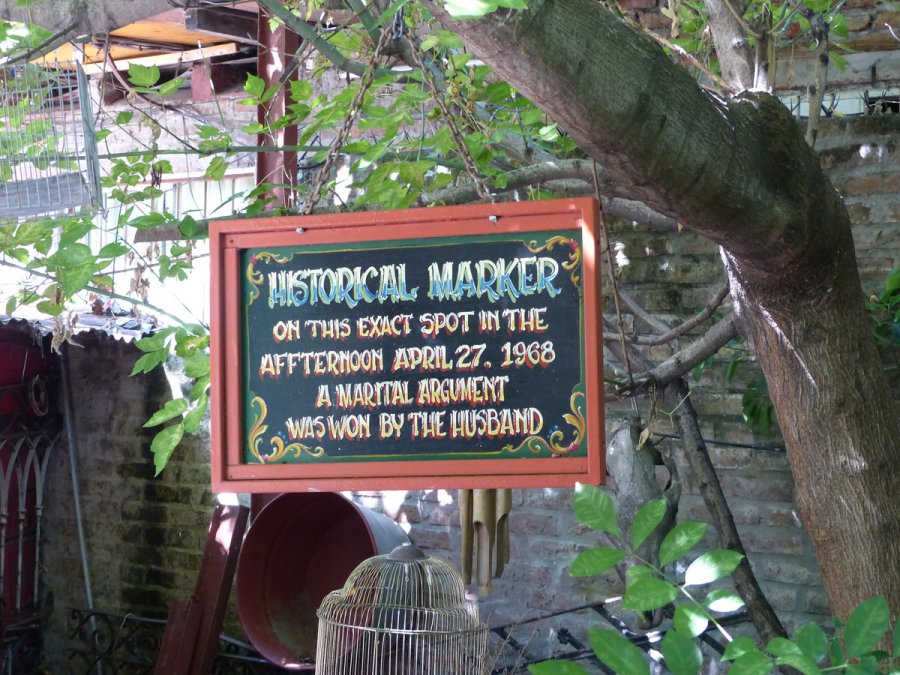 HISTORICAL MARKER
ON THIS EXACT SPOT IN THE
AFFTERNOON APRIL 27, 1968
A MARITAL ARGUMENT
WAS WON BY THE HUSBAND